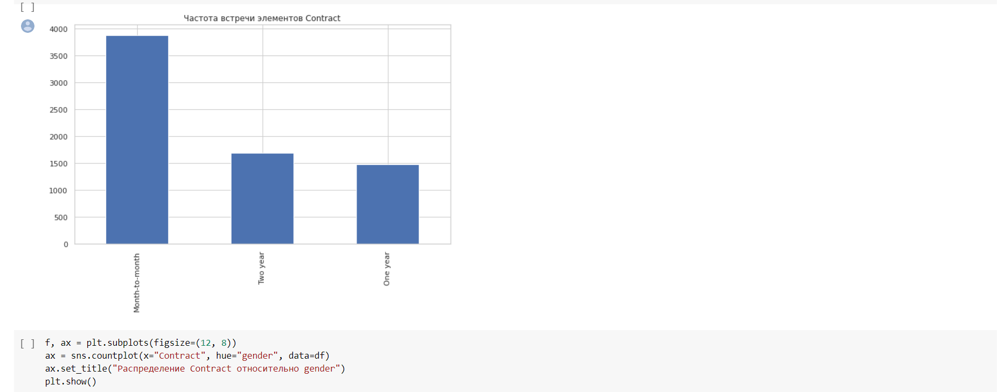 [ ]
Частота встречи элементов Contract
4000
3500
3000
2500
2000
1500
1000
500
0
Month-to-month
Two year
One year
[ ] f, ax = plt.subplots(figsize=(12, 8))
ax = sns.countplot(x="Contract", hue="gender", data=df)
ax.set_title("Распределение Contract относительно gender")
plt.show()